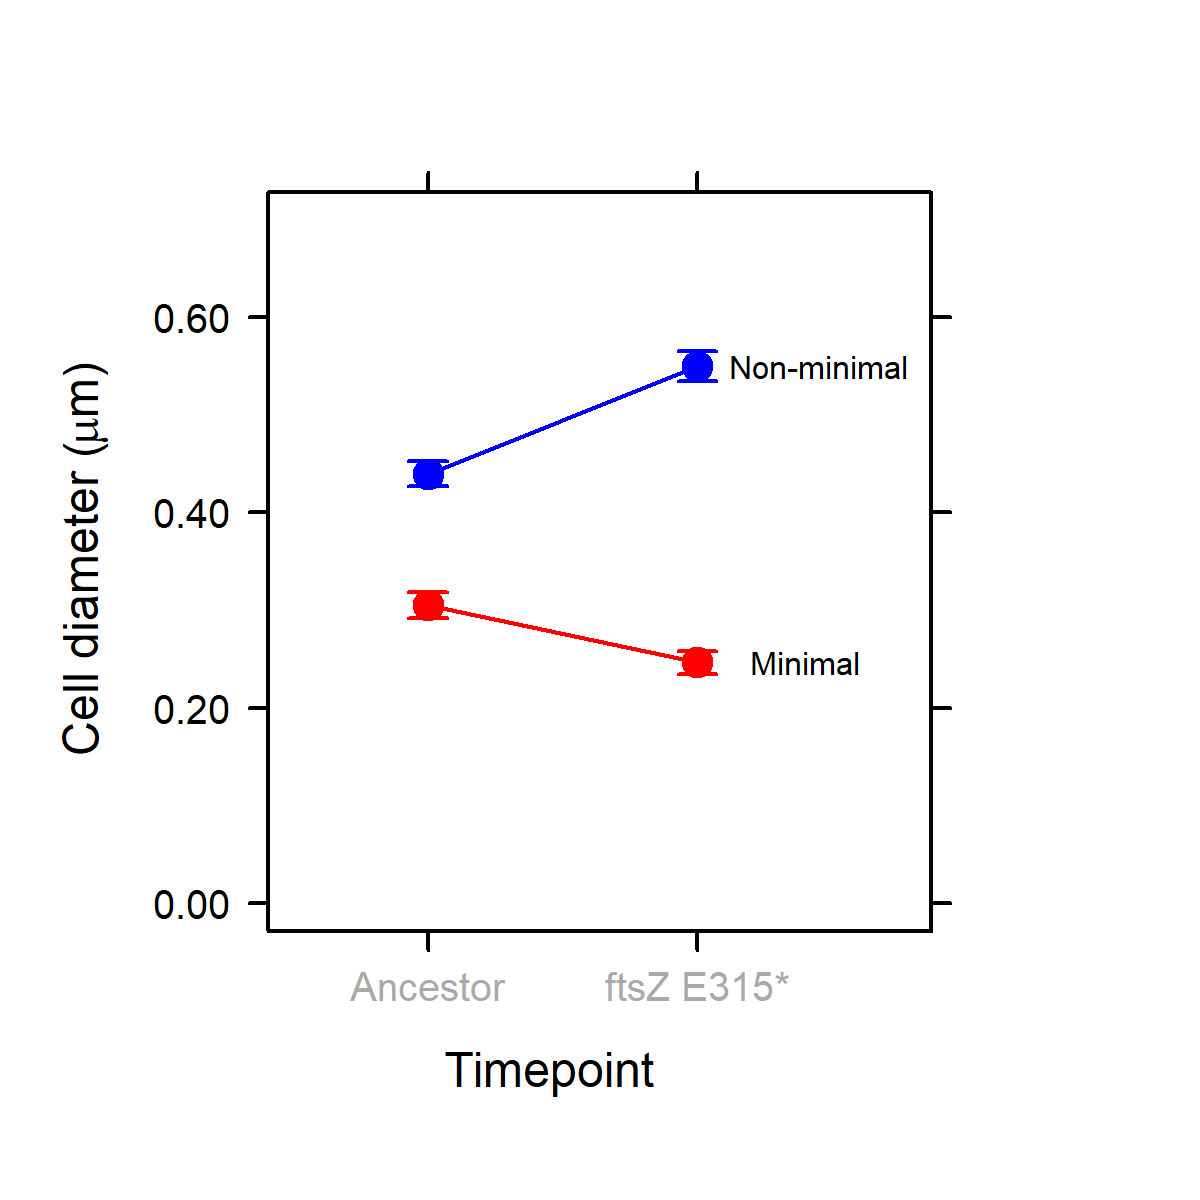 0.60
0.40
0.20
0.00
Cell diameter (μm)
Non-minimal
Minimal
Ancestor
ftsZ E315*
Timepoint